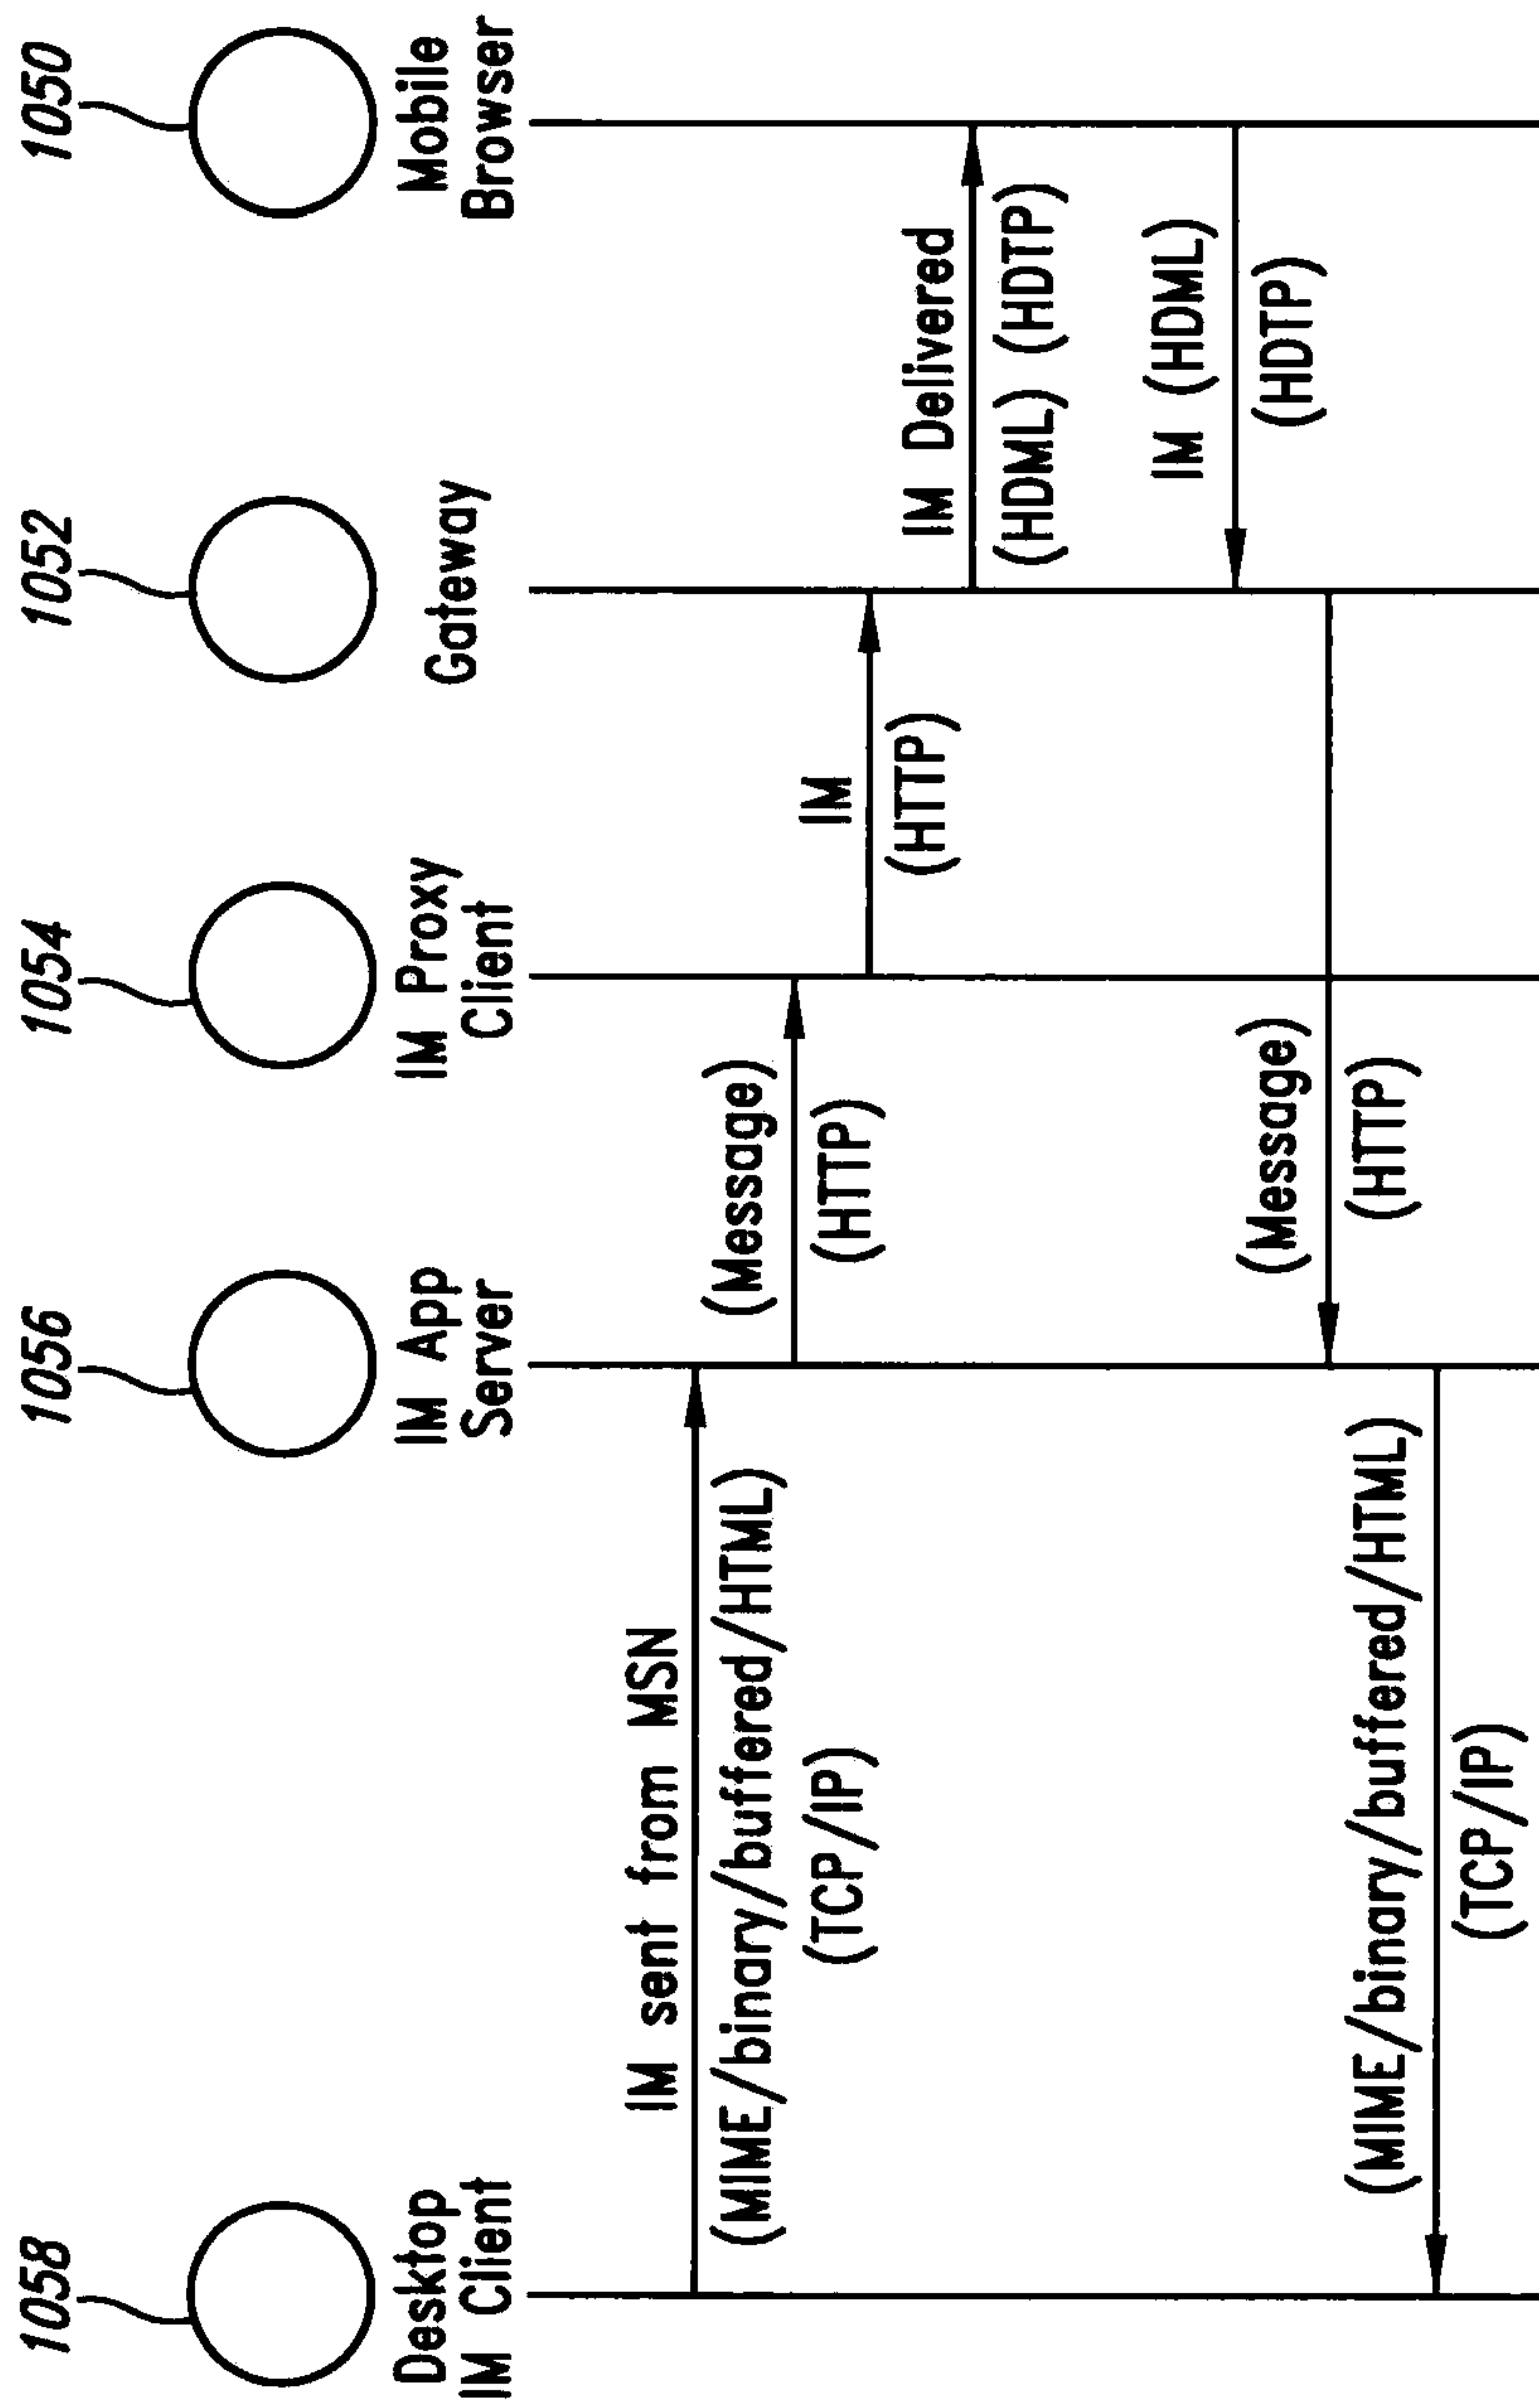 1058
1056
1054
1052
1050
Desktop
IM Client
IM App
Server
IM Proxy
Client
Gateway
Mobile
Browser
IM sent from MSN
(MIME/binary/buffered/HTML)
(TCP/IP)
(Message)
(HTTP)
IM
(HTTP)
IM Delivered
(HDML) (HDTP)
IM (HDML)
(HDTP)
(Message)
(HTTP)
(MIME/binary/buffered/HTML)
(TCP/IP)